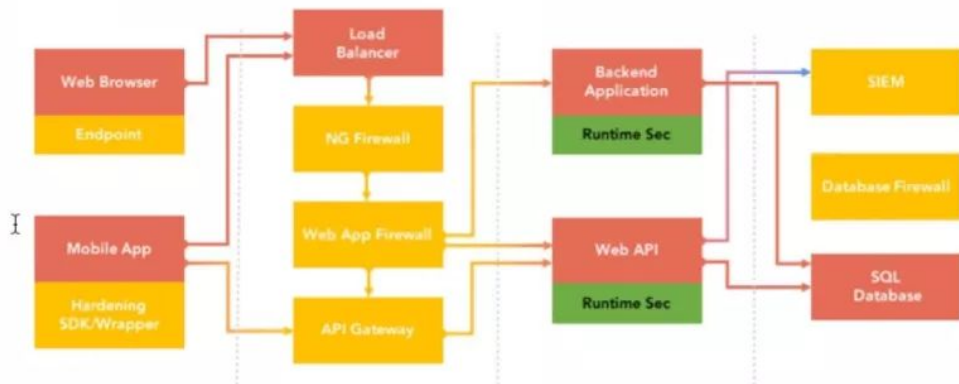 Web Browser
Endpoint
Mobile App
Hardening
SDK/Wrapper
Load
Balancer
NG Firewall
Web App Firewall
API Gateway
Backend
Application
Runtime Sec
Web API
Runtime Sec
SIEM
Database Firewall
SQL
Database